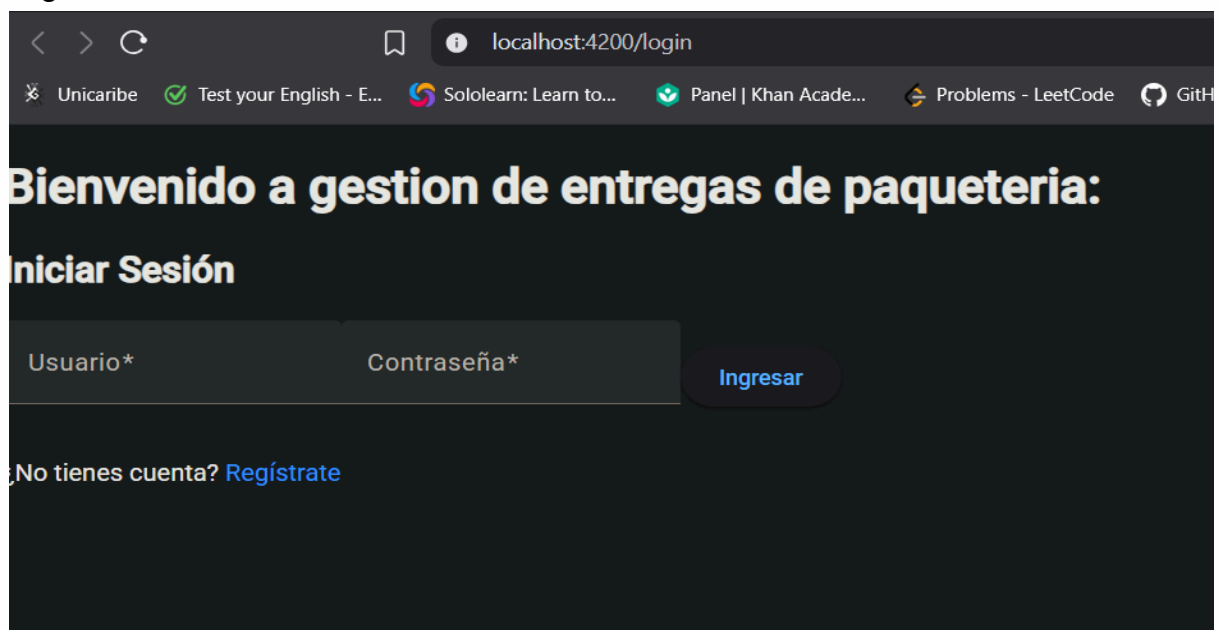 localhost:4200/login
Unicaribe Test your English - E... Sololearn: Learn to... Panel | Khan Acade... Problems - LeetCode GitH
Bienvenido a gestion de entregas de paqueteria:
Iniciar Sesión
Usuario* Contraseña* Ingresar
¿No tienes cuenta? Regístrate